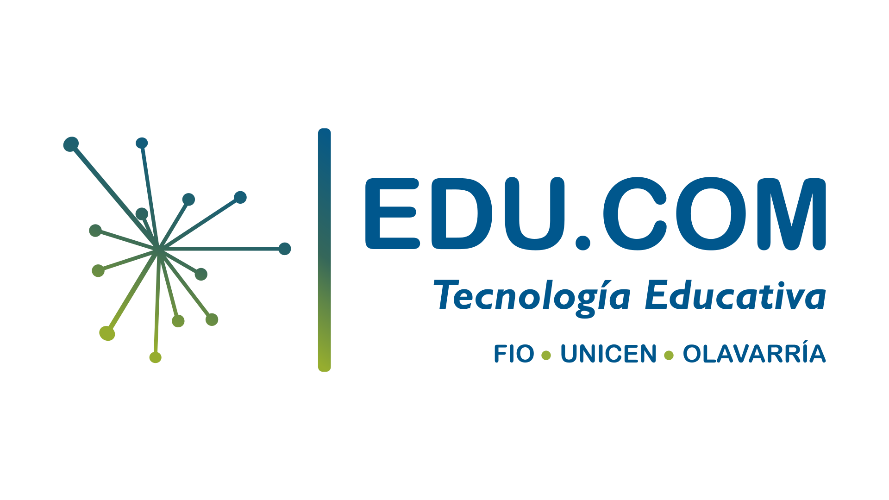 EDU.COM
Tecnología Educativa
FIO • UNICEN • OLAVARRÍA